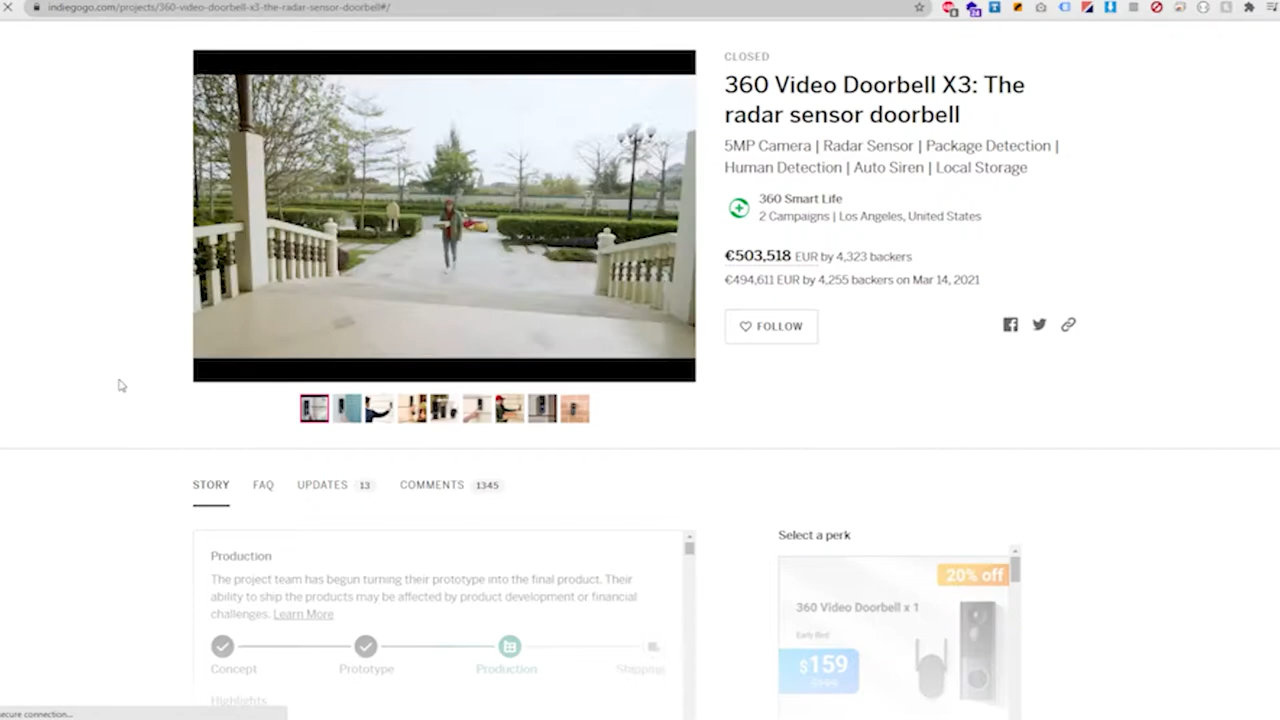 indiegogo.com/projects/360-video-doorbell-x3-the-radar-sensor-doorbell#/
CLOSED
360 Video Doorbell X3: The
radar sensor doorbell
5MP Camera | Radar Sensor | Package Detection |
Human Detection | Auto Siren | Local Storage
360 Smart Life
2 Campaigns | Los Angeles, United States
€503,518 EUR by 4,323 backers
€494,611 EUR by 4,255 backers on Mar 14, 2021
FOLLOW
STORY FAQ UPDATES 13 COMMENTS 1345
Select a perk
Production
The project team has begun turning their prototype into the final product. Their
ability to ship the products may be affected by product development or financial
challenges. Learn More
Concept Prototype Production Shipping
Highlights
20% off
360 Video Doorbell x 1
Early Bird
$159
ecure connection...